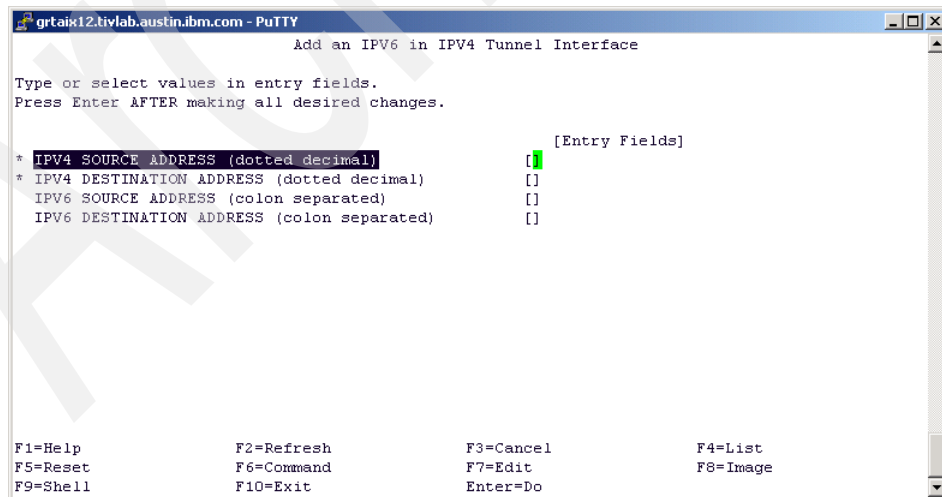 grtaix12.tivlab.austin.ibm.com - PuTTY
Add an IPV6 in IPV4 Tunnel Interface
Type or select values in entry fields.
Press Enter AFTER making all desired changes.
[Entry Fields]
* IPV4 SOURCE ADDRESS (dotted decimal) []
* IPV4 DESTINATION ADDRESS (dotted decimal) []
IPV6 SOURCE ADDRESS (colon separated) []
IPV6 DESTINATION ADDRESS (colon separated) []
F1=Help F2=Refresh F3=Cancel F4=List
F5=Reset F6=Command F7=Edit F8=Image
F9=Shell F10=Exit Enter=Do